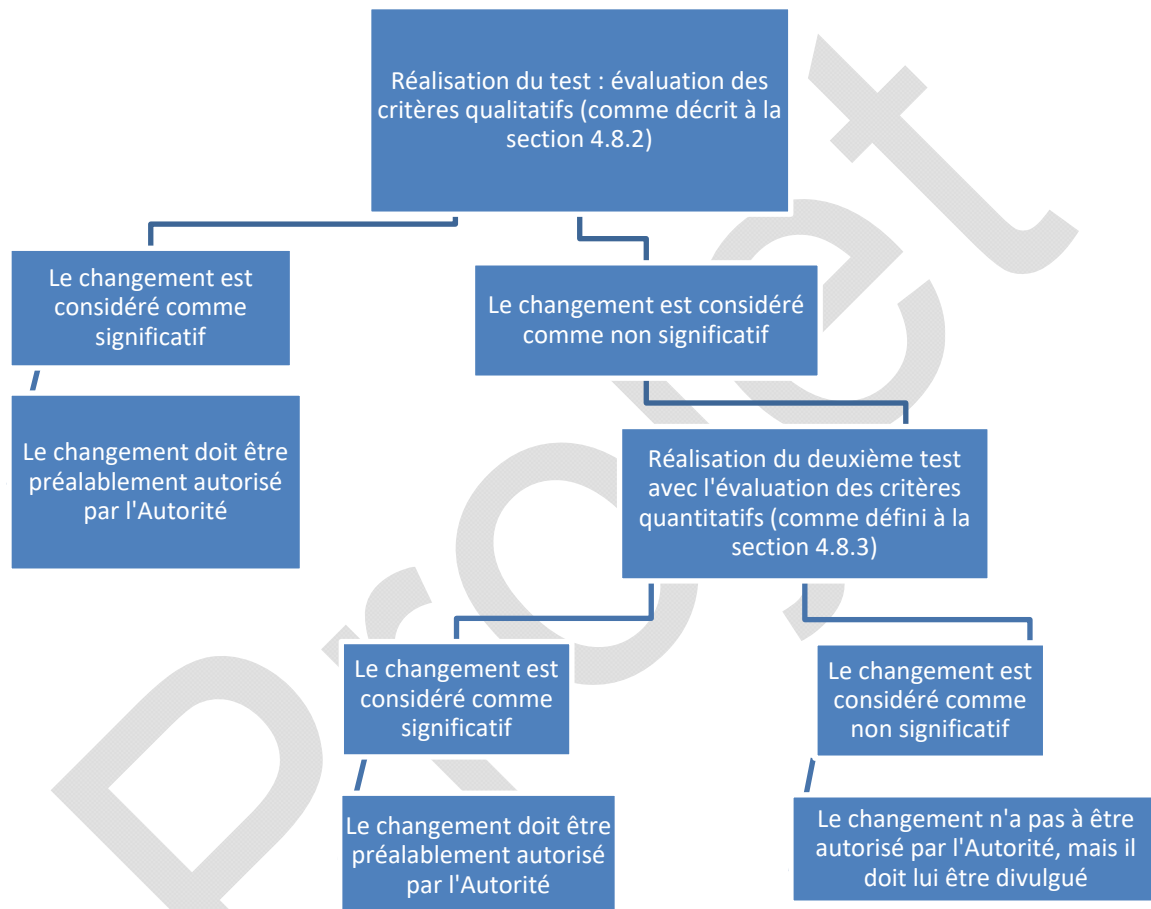 Réalisation du test : évaluation des
critères qualitatifs (comme décrit à la
section 4.8.2)
Le changement est
considéré comme
significatif
Le changement est considéré
comme non significatif
Le changement doit être
préalablement autorisé
par l'Autorité
Réalisation du deuxième test
avec l'évaluation des critères
quantitatifs (comme défini à la
section 4.8.3)
Le changement est
considéré comme
significatif
Le changement est
considéré comme
non significatif
Le changement doit être
préalablement autorisé
par l'Autorité
Le changement n'a pas à être
autorisé par l'Autorité, mais il
doit lui être divulgué
Projet